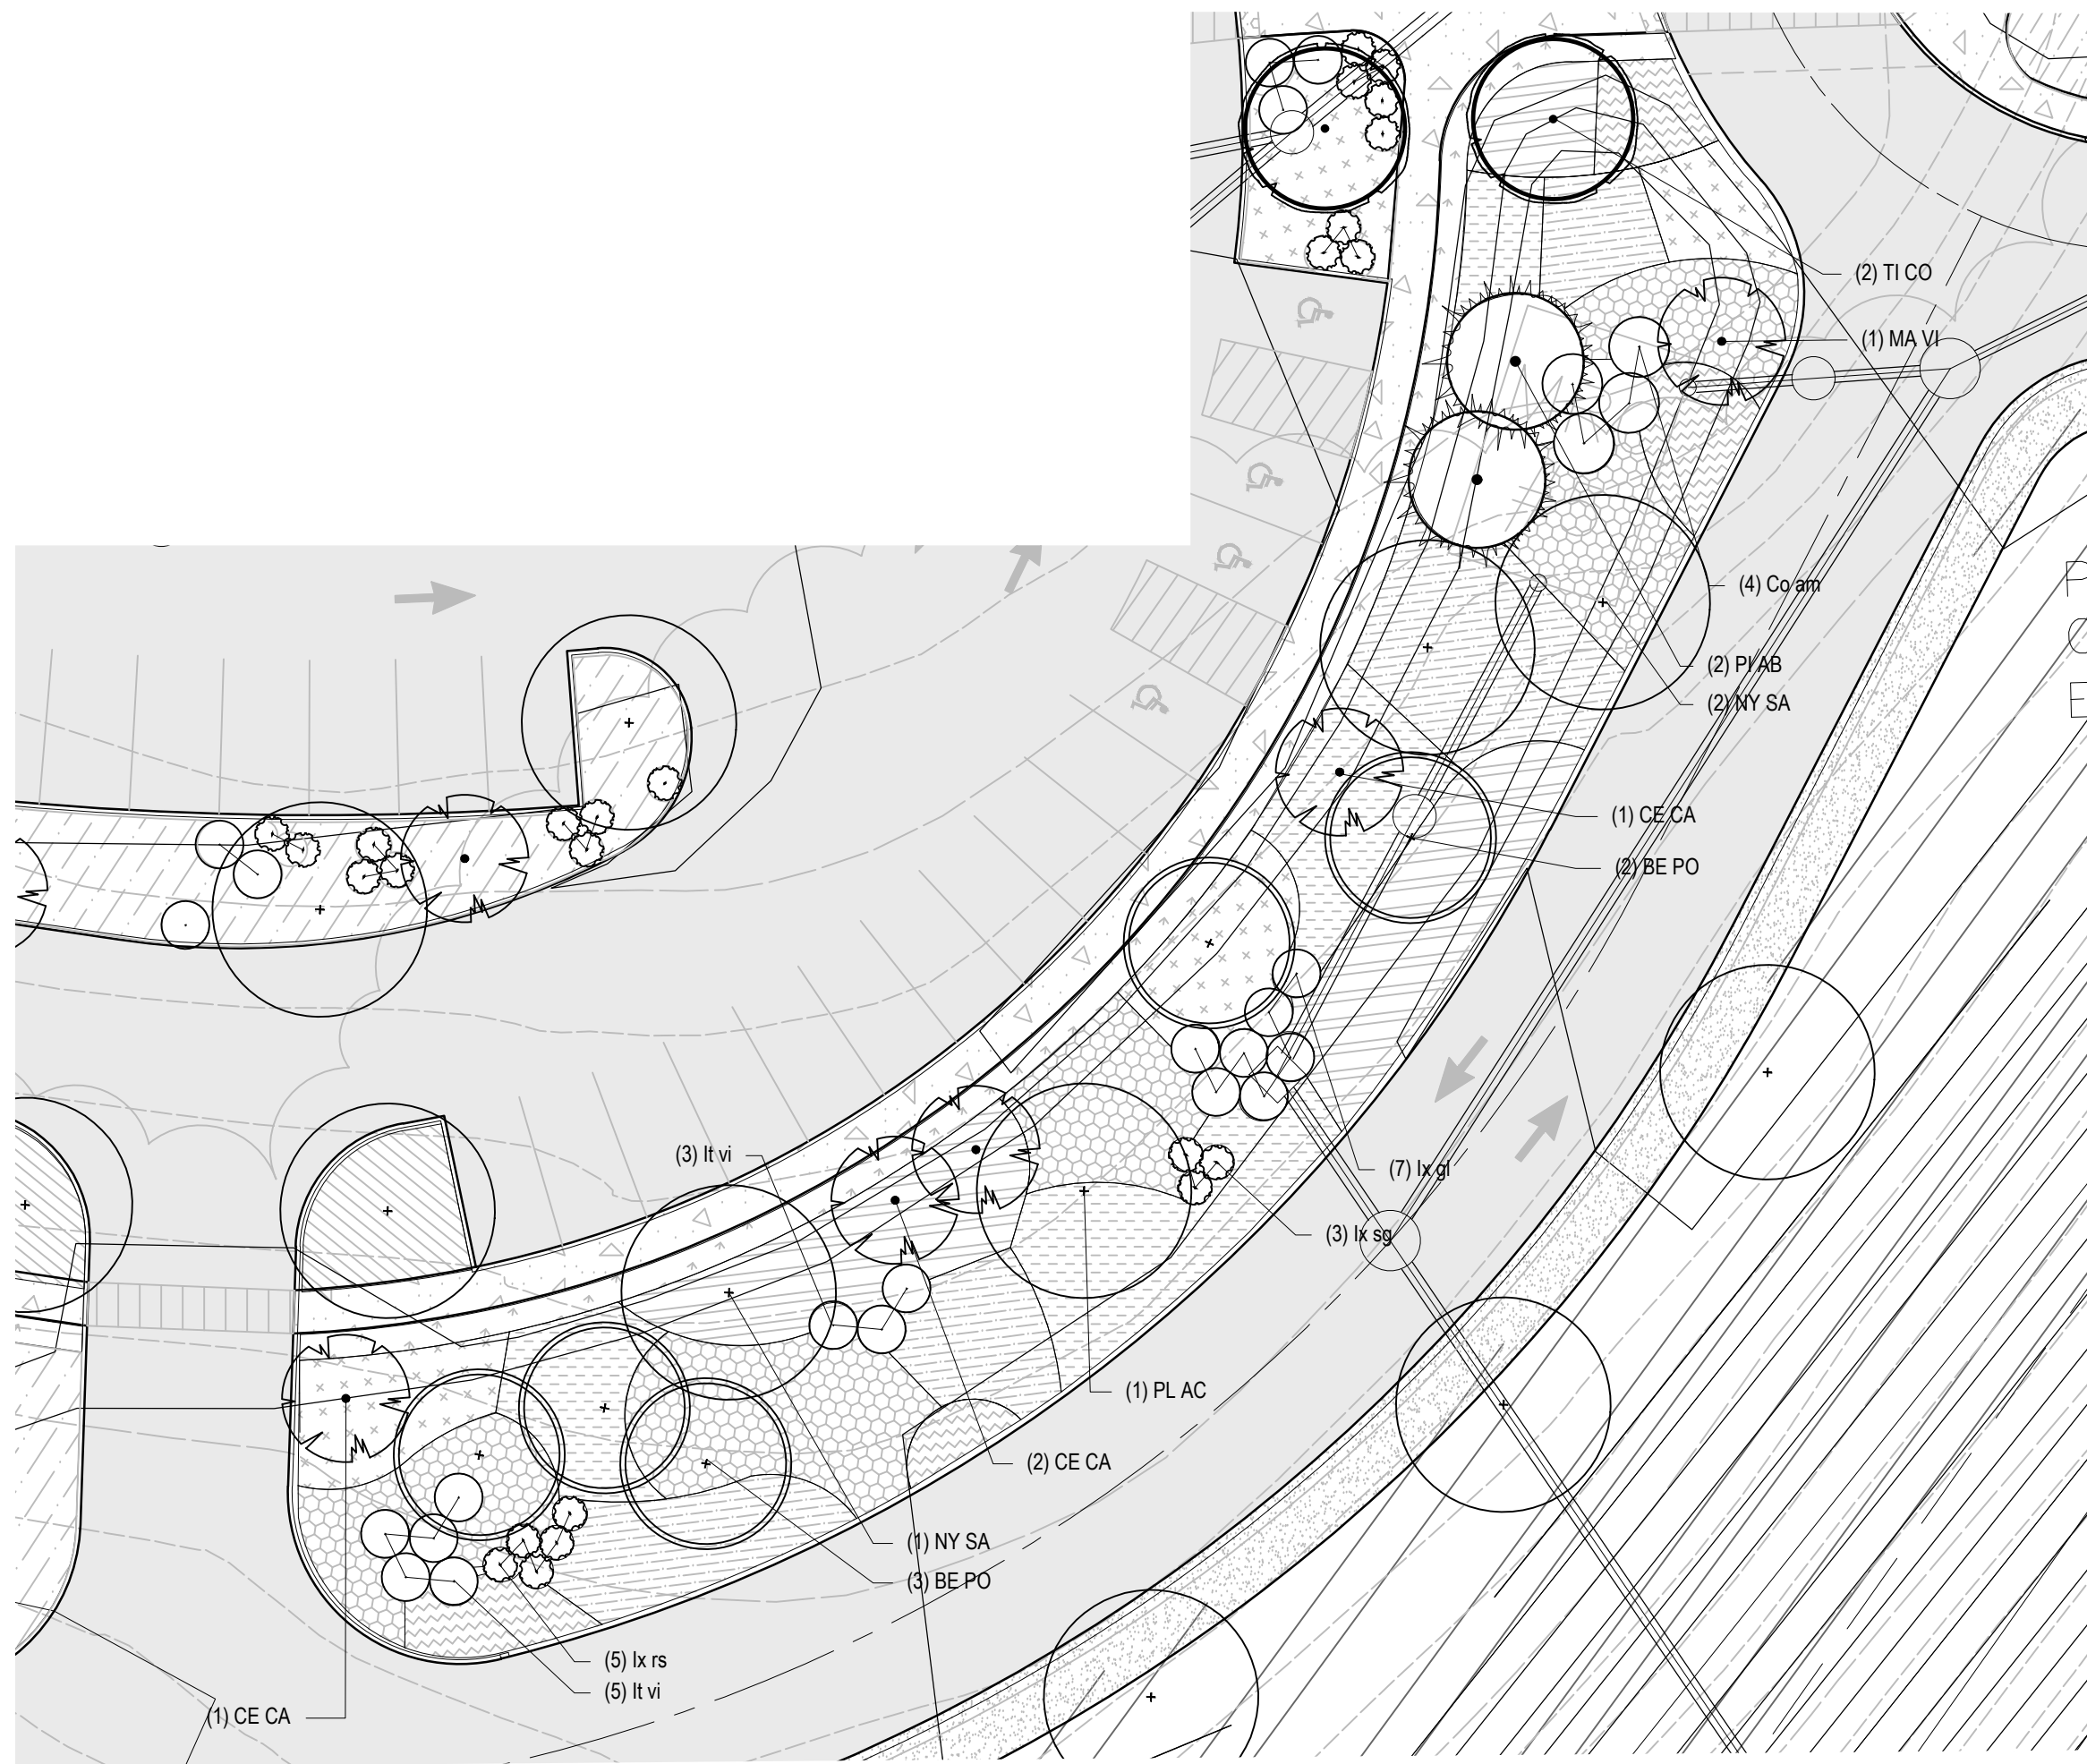 (2) TI CO
(1) MA VI
(4) Co am
(2) PI AB
(2) NY SA
(1) CE CA
(2) BE PO
(3) It vi
(7) Ix gl
(3) Ix sg
(1) PL AC
(2) CE CA
(1) NY SA
(3) BE PO
(5) Ix rs
(5) It vi
(1) CE CA